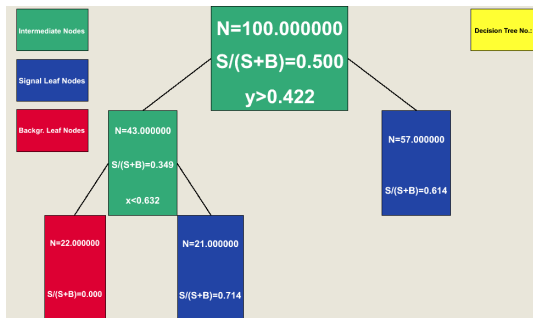 Intermediate Nodes
Signal Leaf Nodes
Backgr. Leaf Nodes
Decision Tree No.:
N=100.000000
S/(S+B)=0.500
y>0.422
N=43.000000
S/(S+B)=0.349
x<0.632
N=57.000000
S/(S+B)=0.614
N=22.000000
S/(S+B)=0.000
N=21.000000
S/(S+B)=0.714